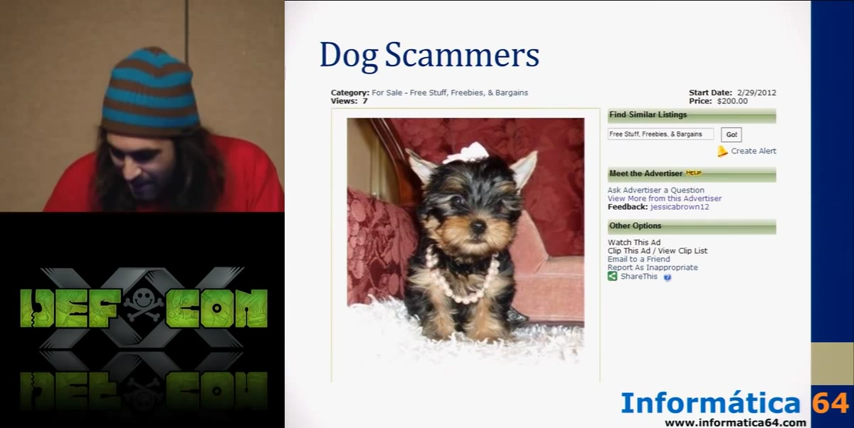 Dog Scammers
Category: For Sale - Free Stuff, Freebies, & Bargains
Views: 7
Start Date: 2/29/2012
Price: $200.00
Find Similar Listings
Free Stuff, Freebies, & Bargains Go!
Create Alert
Meet the Advertiser HELP
Ask Advertiser a Question
View More from this Advertiser
Feedback: jessicabrown12
Other Options
Watch This Ad
Clip This Ad / View Clip List
Email to a Friend
Report As Inappropriate
ShareThis ?
DEF CON
XX
Informática 64
www.informatica64.com